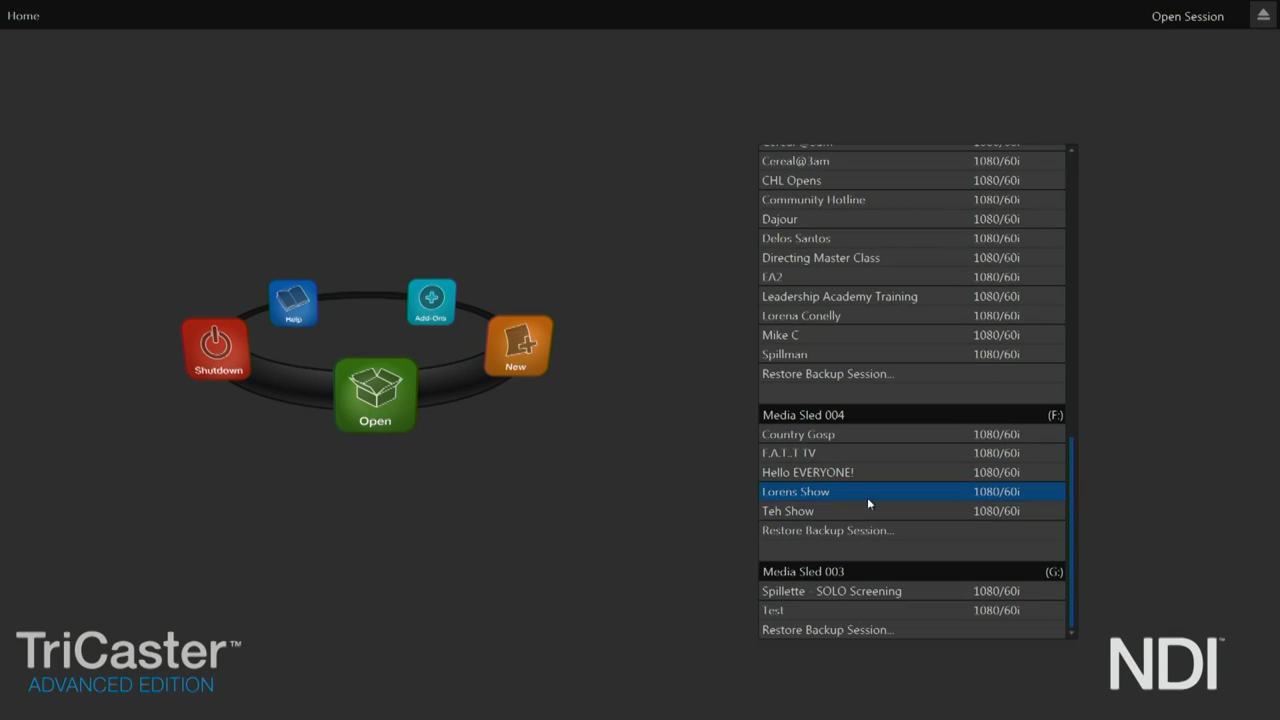 Home
Open Session
Cereal@3am 1080/60i
CHL Opens 1080/60i
Community Hotline 1080/60i
Dajour 1080/60i
Delos Santos 1080/60i
Directing Master Class 1080/60i
EA2 1080/60i
Leadership Academy Training 1080/60i
Lorena Conelly 1080/60i
Mike C 1080/60i
Spillman 1080/60i
Restore Backup Session...
Media Sled 004 (F:)
Country Gosp 1080/60i
F.A.T..T TV 1080/60i
Hello EVERYONE! 1080/60i
Lorens Show 1080/60i
Teh Show 1080/60i
Restore Backup Session...
Media Sled 003 (G:)
Spillette - SOLO Screening 1080/60i
Test 1080/60i
Restore Backup Session...
Help
Add-Ons
Shutdown
New
Open
TriCaster™
ADVANCED EDITION
NDI™